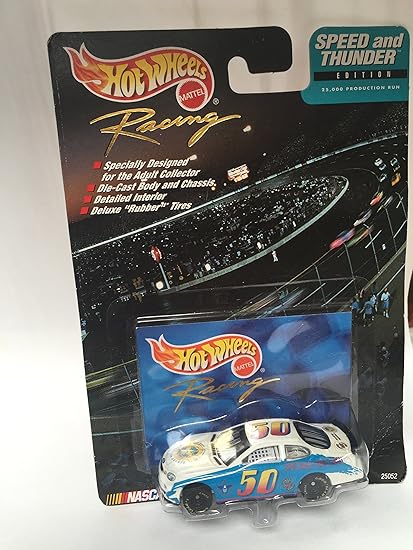 HOT WHEELS
MATTEL
Racing
SPEED and
THUNDER
EDITION
25,000 PRODUCTION RUN
Specially Designed
for the Adult Collector
Die-Cast Body and Chassis
Detailed Interior
Deluxe "Rubber" Tires
HOT WHEELS
MATTEL
Racing
50
50
NASC
25052